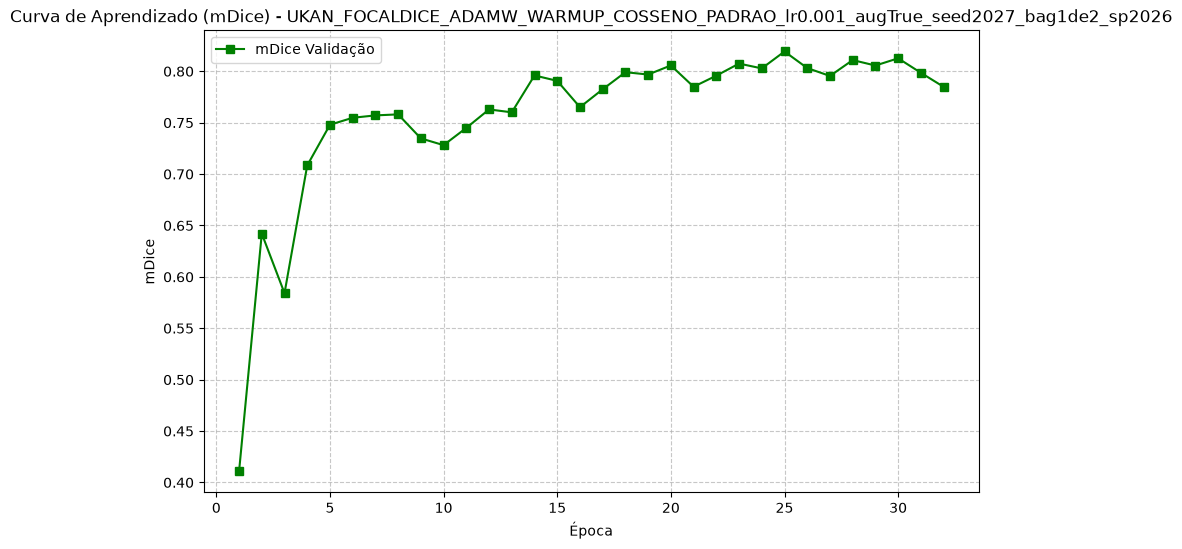 Curva de Aprendizado (mDice) - UKAN_FOCALDICE_ADAMW_WARMUP_COSSENO_PADRAO_lr0.001_augTrue_seed2027_bag1de2_sp2026
mDice Validação
0.80
0.75
0.70
0.65
0.60
0.55
0.50
0.45
0.40
mDice
0 5 10 15 20 25 30
Época